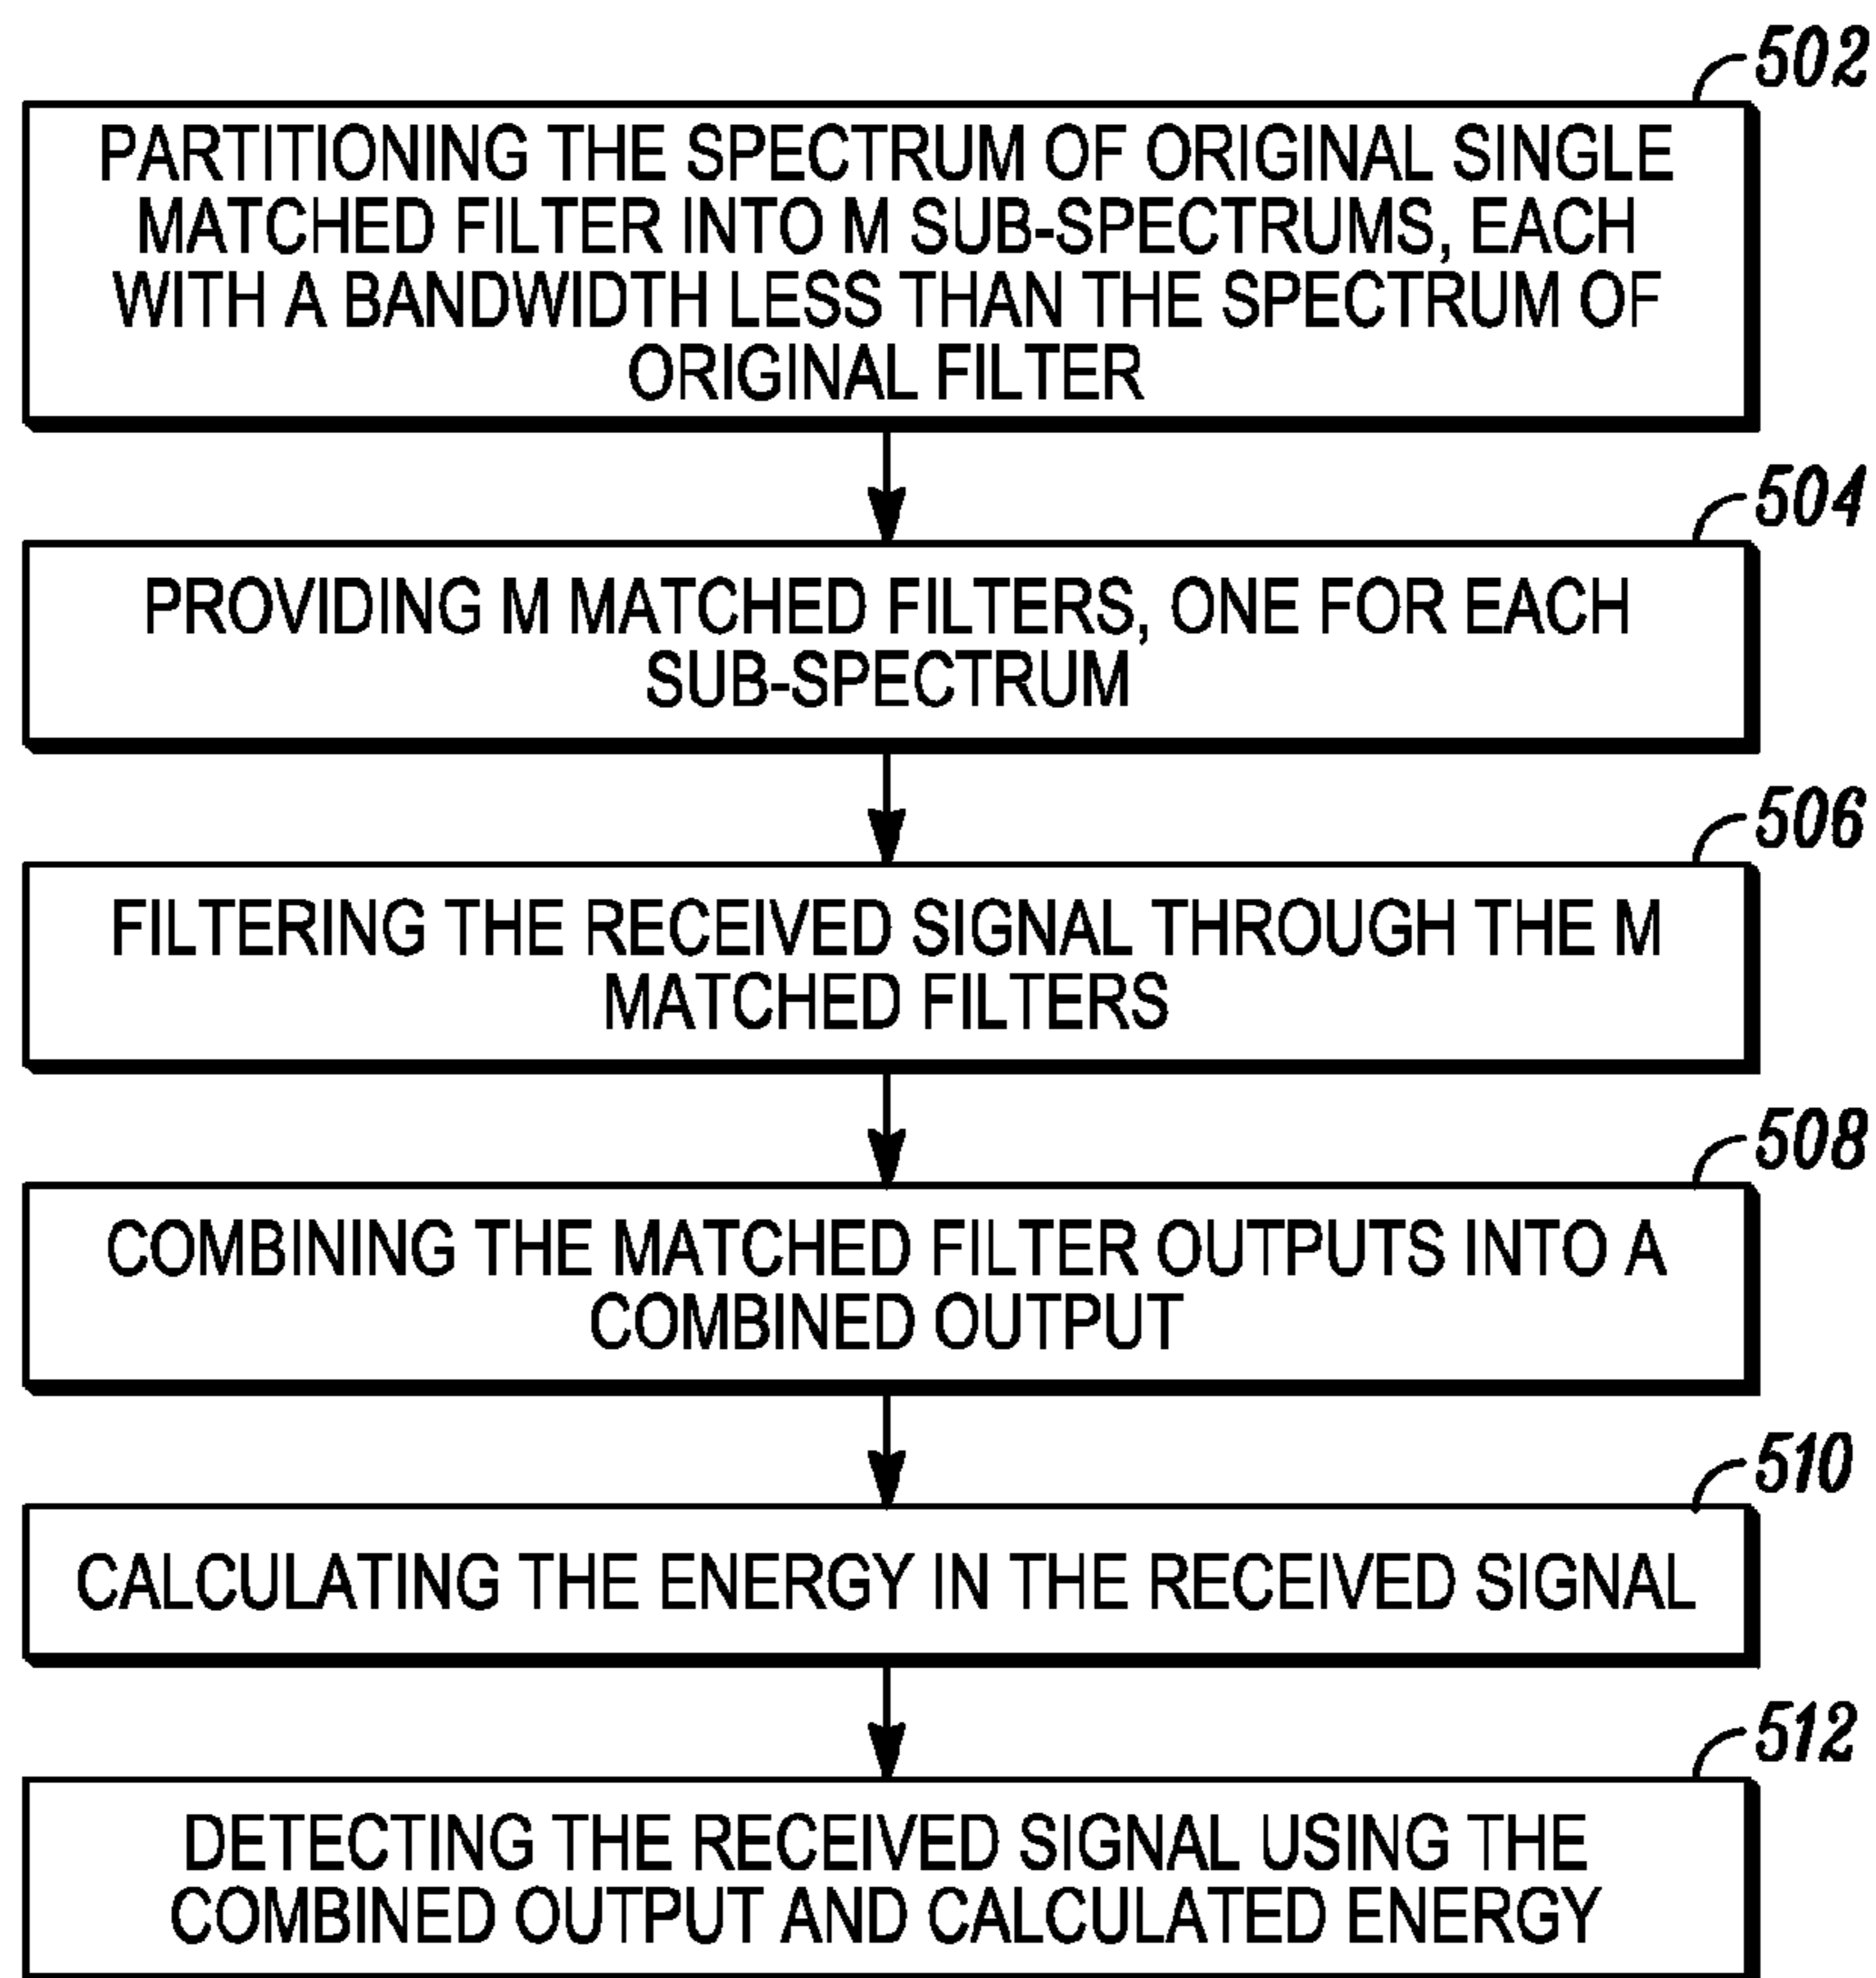 502
PARTITIONING THE SPECTRUM OF ORIGINAL SINGLE
MATCHED FILTER INTO M SUB-SPECTRUMS, EACH
WITH A BANDWIDTH LESS THAN THE SPECTRUM OF
ORIGINAL FILTER
504
PROVIDING M MATCHED FILTERS, ONE FOR EACH
SUB-SPECTRUM
506
FILTERING THE RECEIVED SIGNAL THROUGH THE M
MATCHED FILTERS
508
COMBINING THE MATCHED FILTER OUTPUTS INTO A
COMBINED OUTPUT
510
CALCULATING THE ENERGY IN THE RECEIVED SIGNAL
512
DETECTING THE RECEIVED SIGNAL USING THE
COMBINED OUTPUT AND CALCULATED ENERGY